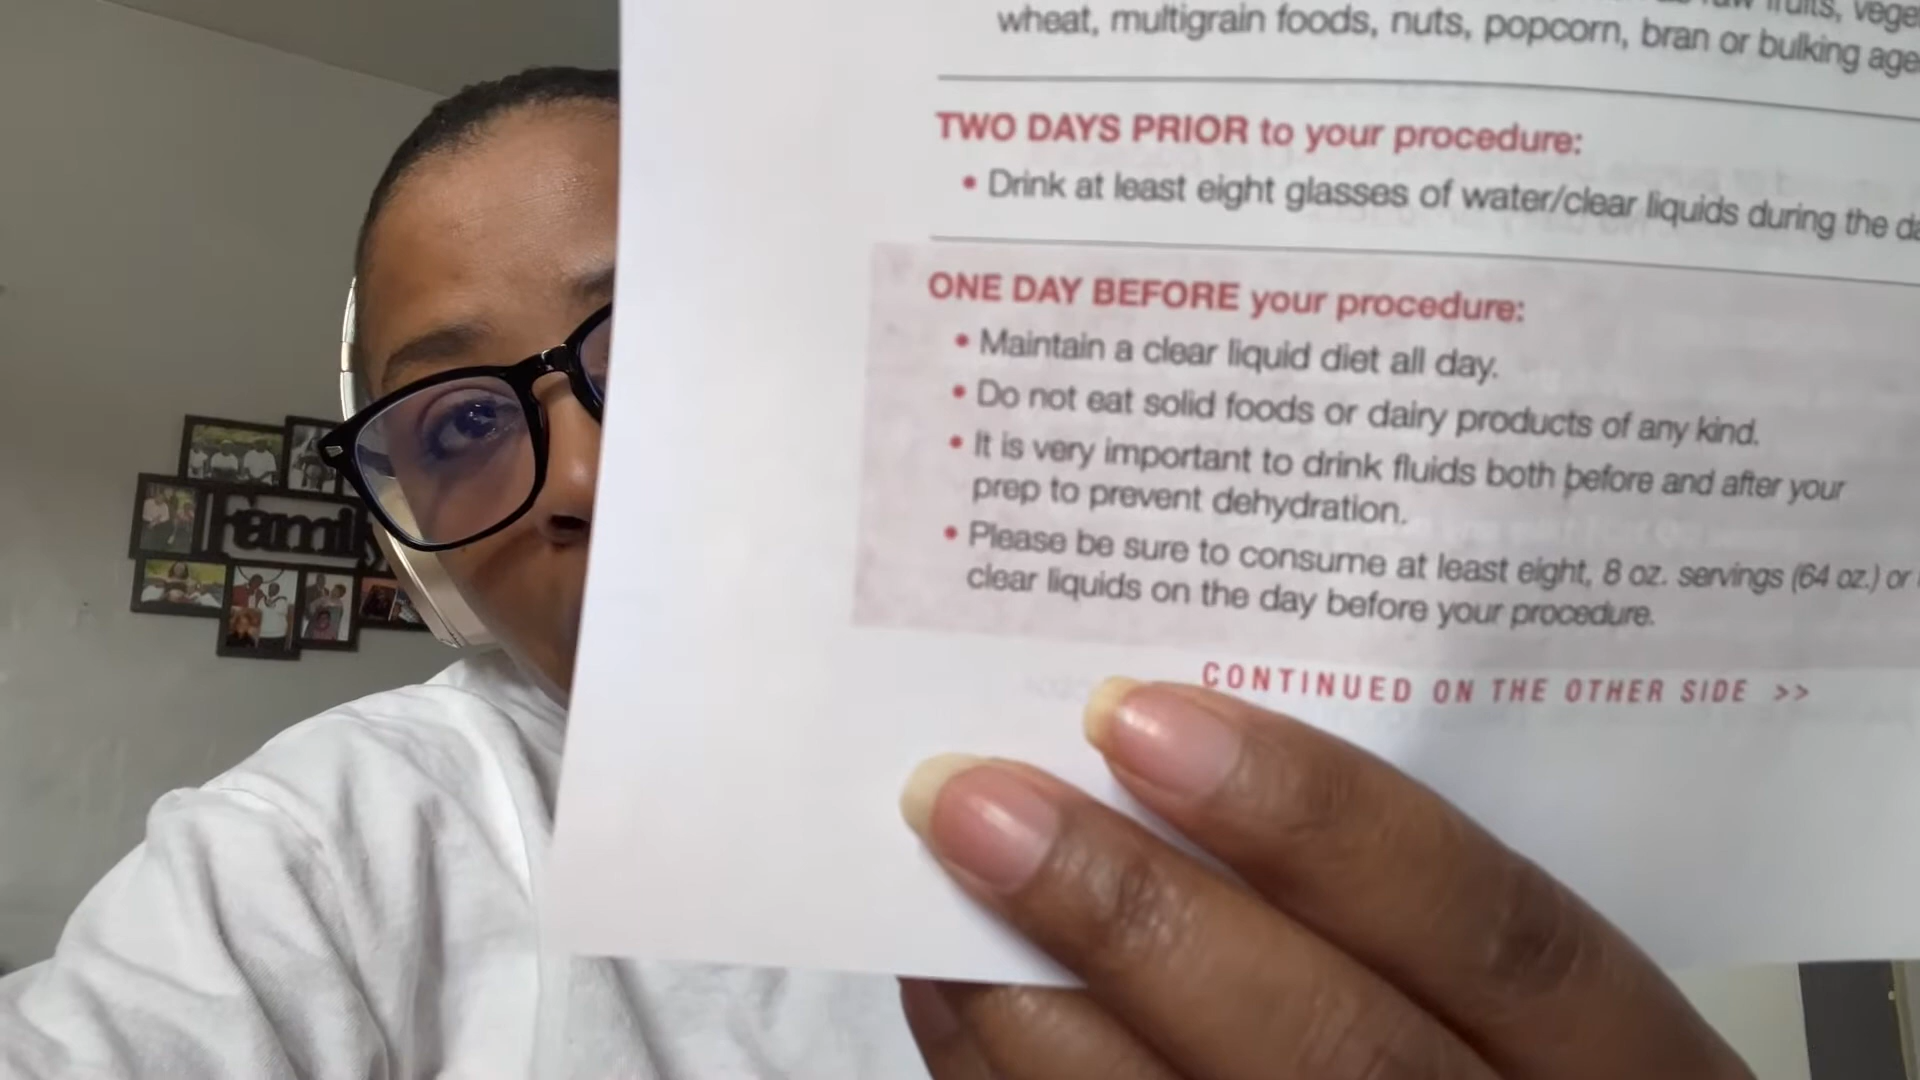 Family
fruits,
wheat, multigrain foods, nuts, popcorn, bran or bulking
TWO DAYS PRIOR to your procedure:
• Drink at least eight glasses of water/clear liquids during the
ONE DAY BEFORE your procedure:
• Maintain a clear liquid diet all day.
• Do not eat solid foods or dairy products of any kind.
• It is very important to drink fluids both before and after your
prep to prevent dehydration.
• Please be sure to consume at least eight, 8 oz. servings (64 oz.) or
clear liquids on the day before your procedure.
CONTINUED ON THE OTHER SIDE >>